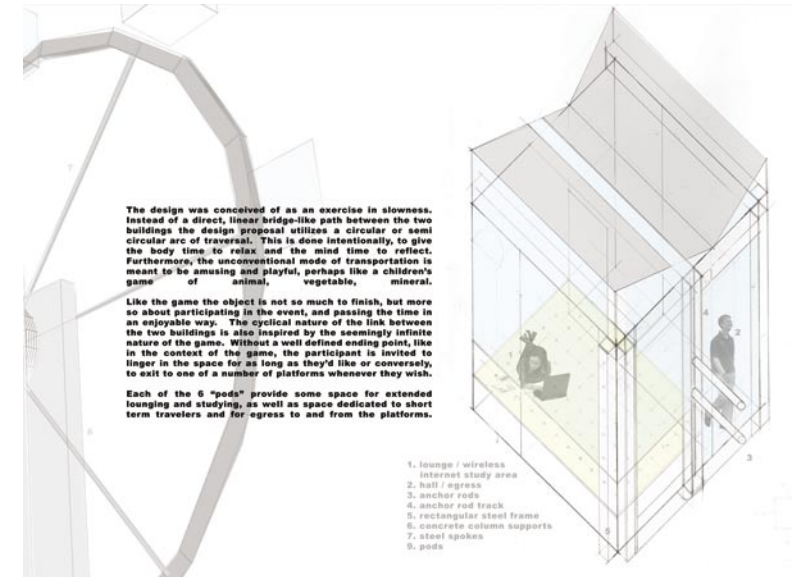 The design was conceived of as an exercise in slowness.
Instead of a direct, linear bridge-like path between the two
buildings the design proposal utilizes a circular or semi
circular arc of traversal. This is done intentionally, to give
the body time to relax and the mind time to reflect.
Furthermore, the unconventional mode of transportation is
meant to be amusing and playful, perhaps like a children's
game of animal, vegetable, mineral.
Like the game the object is not so much to finish, but more
so about participating in the event, and passing the time in
an enjoyable way. The cyclical nature of the link between
the two buildings is also inspired by the seemingly infinite
nature of the game. Without a well defined ending point, like
in the context of the game, the participant is invited to
linger in the space for as long as they'd like or conversely,
to exit to one of a number of platforms whenever they wish.
Each of the 6 “pods” provide some space for extended
lounging and studying, as well as space dedicated to short
term travelers and for egress to and from the platforms.
1. lounge / wireless
internet study area
2. hall / egress
3. anchor rods
4. anchor rod track
5. rectangular steel frame
6. concrete column supports
7. steel spokes
9. pods
7
6
1
4
2
3
5